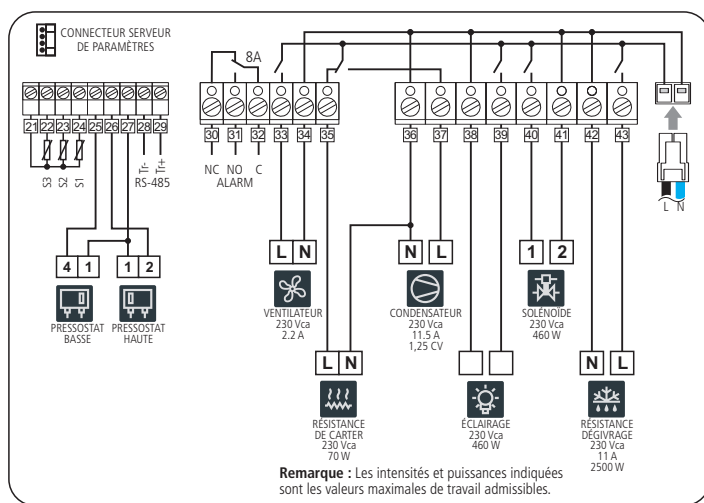 CONNECTEUR SERVEUR
DE PARAMÈTRES
8A
21 22 23 24 25 26 27 28 29
30 31 32 33 34 35
36 37 38 39 40 41 42 43
S3 S2 S1
Tr- Tr+
RS-485
NC NO C
ALARM
L N
4 1
1 2
L N
N L
1 2
PRESSOSTAT
BASSE
PRESSOSTAT
HAUTE
VENTILATEUR
230 Vca
2.2 A
CONDENSATEUR
230 Vca
11.5 A
1,25 CV
SOLÉNOÏDE
230 Vca
460 W
L N
N L
RÉSISTANCE
DE CARTER
230 Vca
70 W
ÉCLAIRAGE
230 Vca
460 W
RÉSISTANCE
DÉGIVRAGE
230 Vca
11 A
2500 W
Remarque : Les intensités et puissances indiquées
sont les valeurs maximales de travail admissibles.